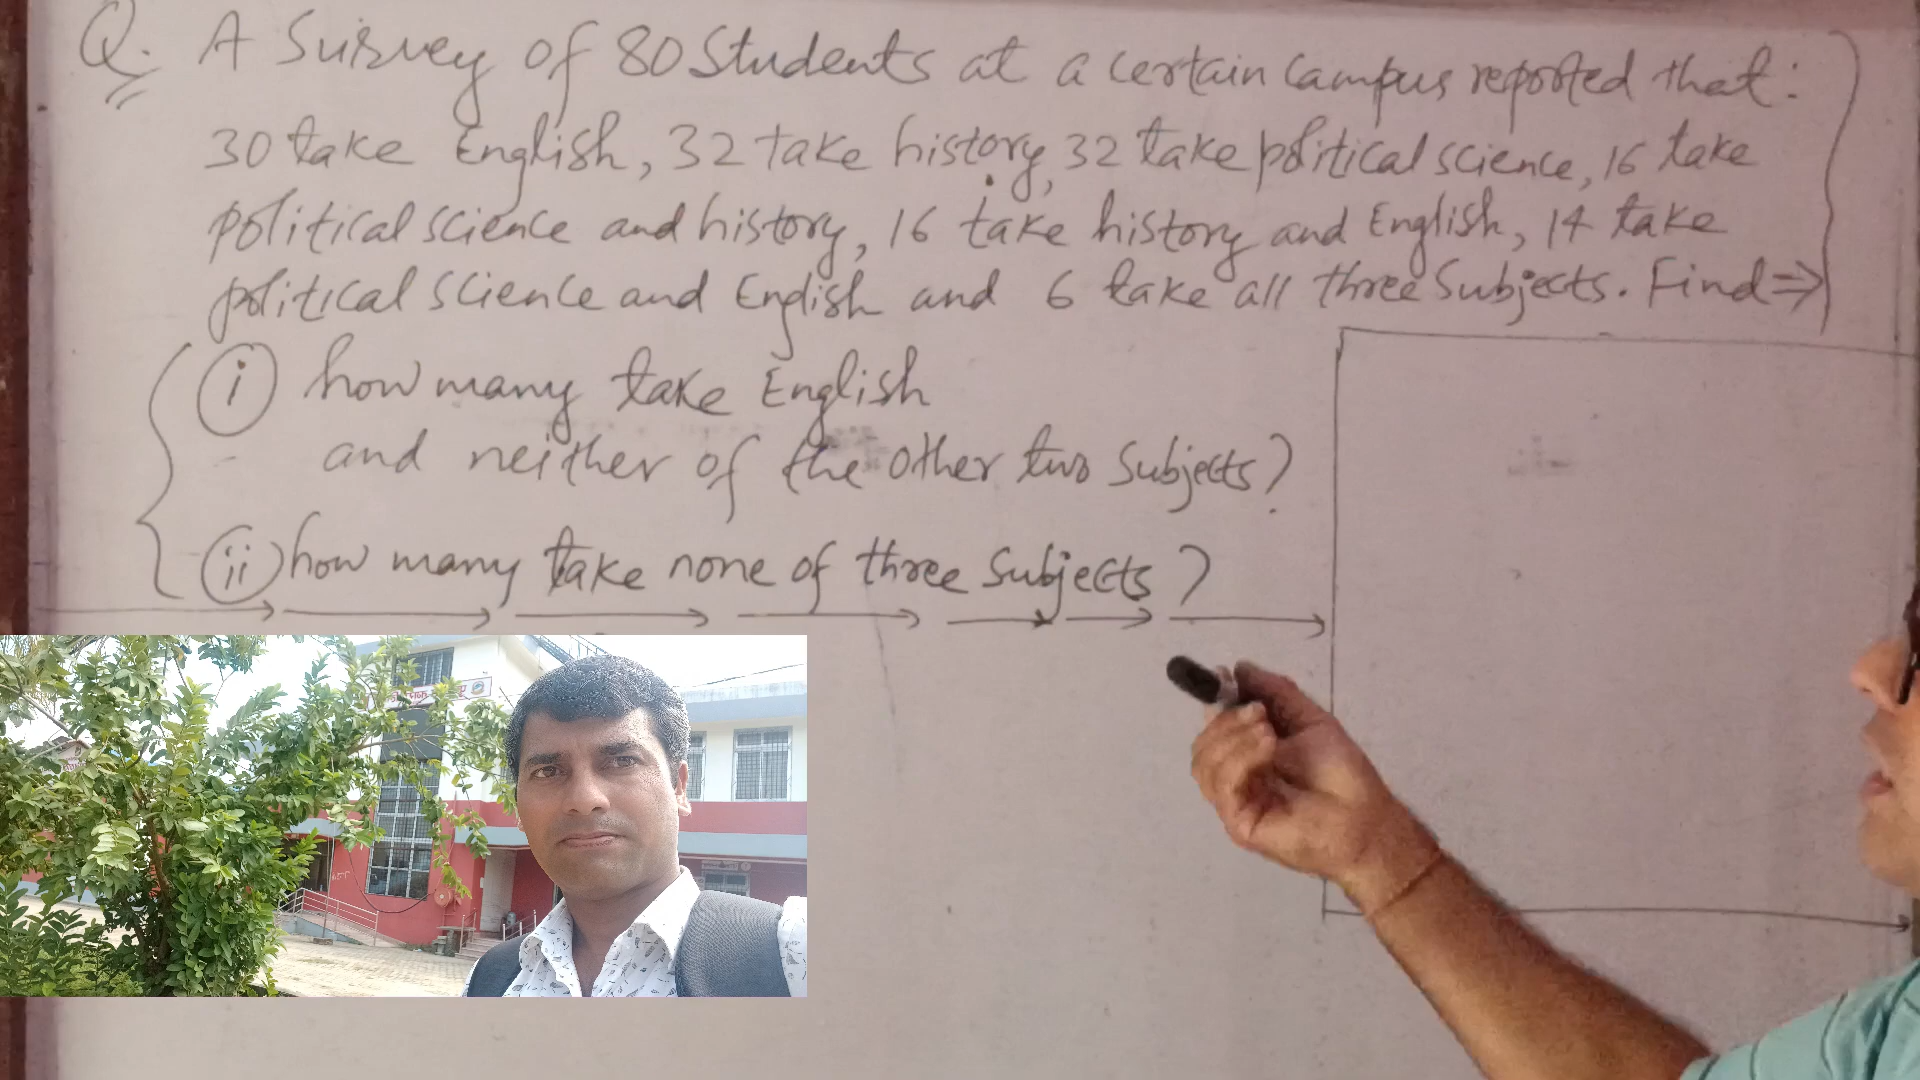 Q. A Survey of 80 Students at a certain Campus reported that:
30 take English, 32 take history, 32 take political science, 16 take
political science and history, 16 take history and English, 14 take
political science and English and 6 take all three Subjects. Find⇒
(i) how many take English
and neither of the other two Subjects?
(ii) how many take none of three Subjects?